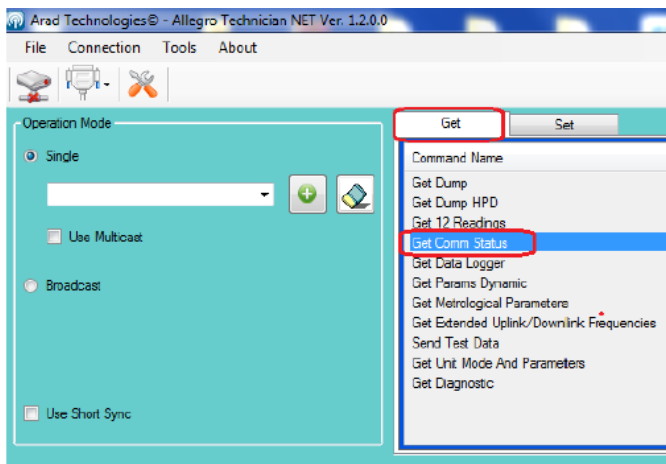 Arad Technologies© - Allegro Technician NET Ver. 1.2.0.0
File Connection Tools About
Operation Mode
Single
Use Multicast
Broadcast
Use Short Sync
Get Set
Command Name
Get Dump
Get Dump HPD
Get 12 Readings
Get Comm Status
Get Data Logger
Get Params Dynamic
Get Metrological Parameters
Get Extended Uplink/Downlink Frequencies
Send Test Data
Get Unit Mode And Parameters
Get Diagnostic